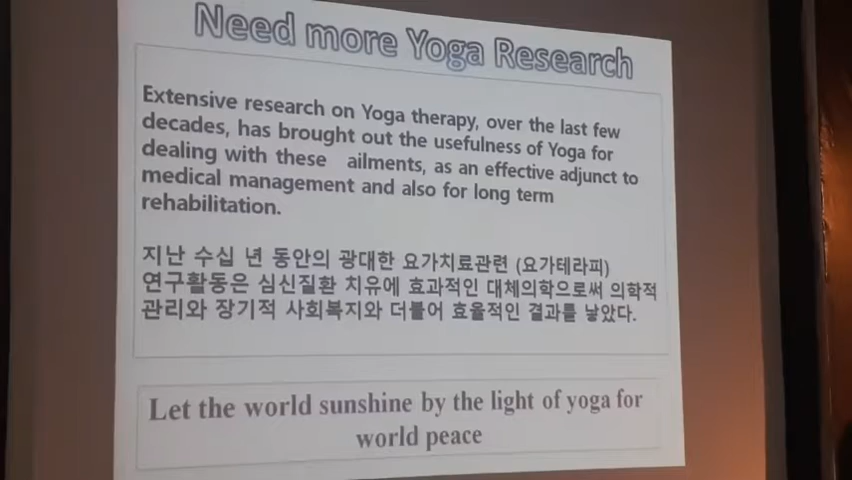 Need more Yoga Research
Extensive research on Yoga therapy, over the last few
decades, has brought out the usefulness of Yoga for
dealing with these ailments, as an effective adjunct to
medical management and also for long term
rehabilitation.
지난 수십 년 동안의 광대한 요가치료관련 (요가테라피)
연구활동은 심신질환 치유에 효과적인 대체의학으로써 의학적
관리와 장기적 사회복지와 더불어 효율적인 결과를 낳았다.
Let the world sunshine by the light of yoga for
world peace